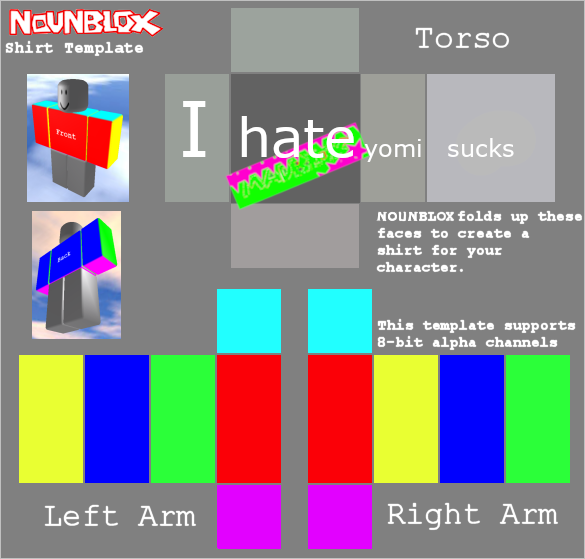 NOUNBLOX
Shirt Template
Torso
Front
I hate yomi sucks
Back
NOUNBLOX folds up these
faces to create a
shirt for your
character.
This template supports
8-bit alpha channels
Left Arm
Right Arm